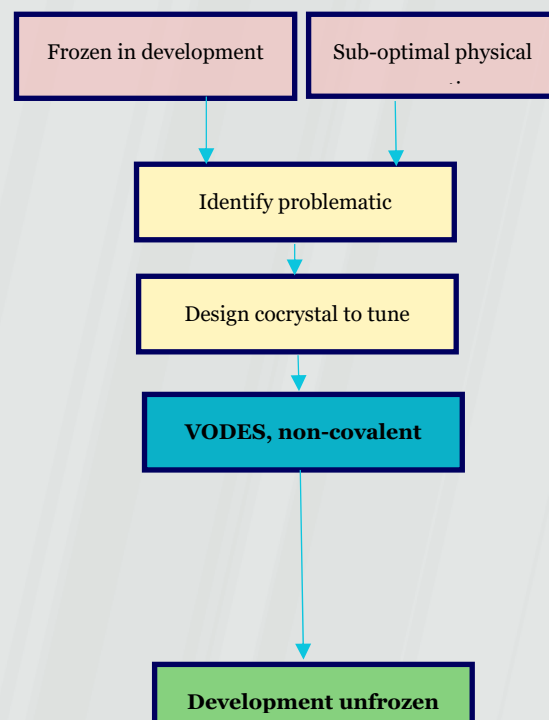 Frozen in development
Sub-optimal physical
Identify problematic
Design cocrystal to tune
VODES, non-covalent
Development unfrozen